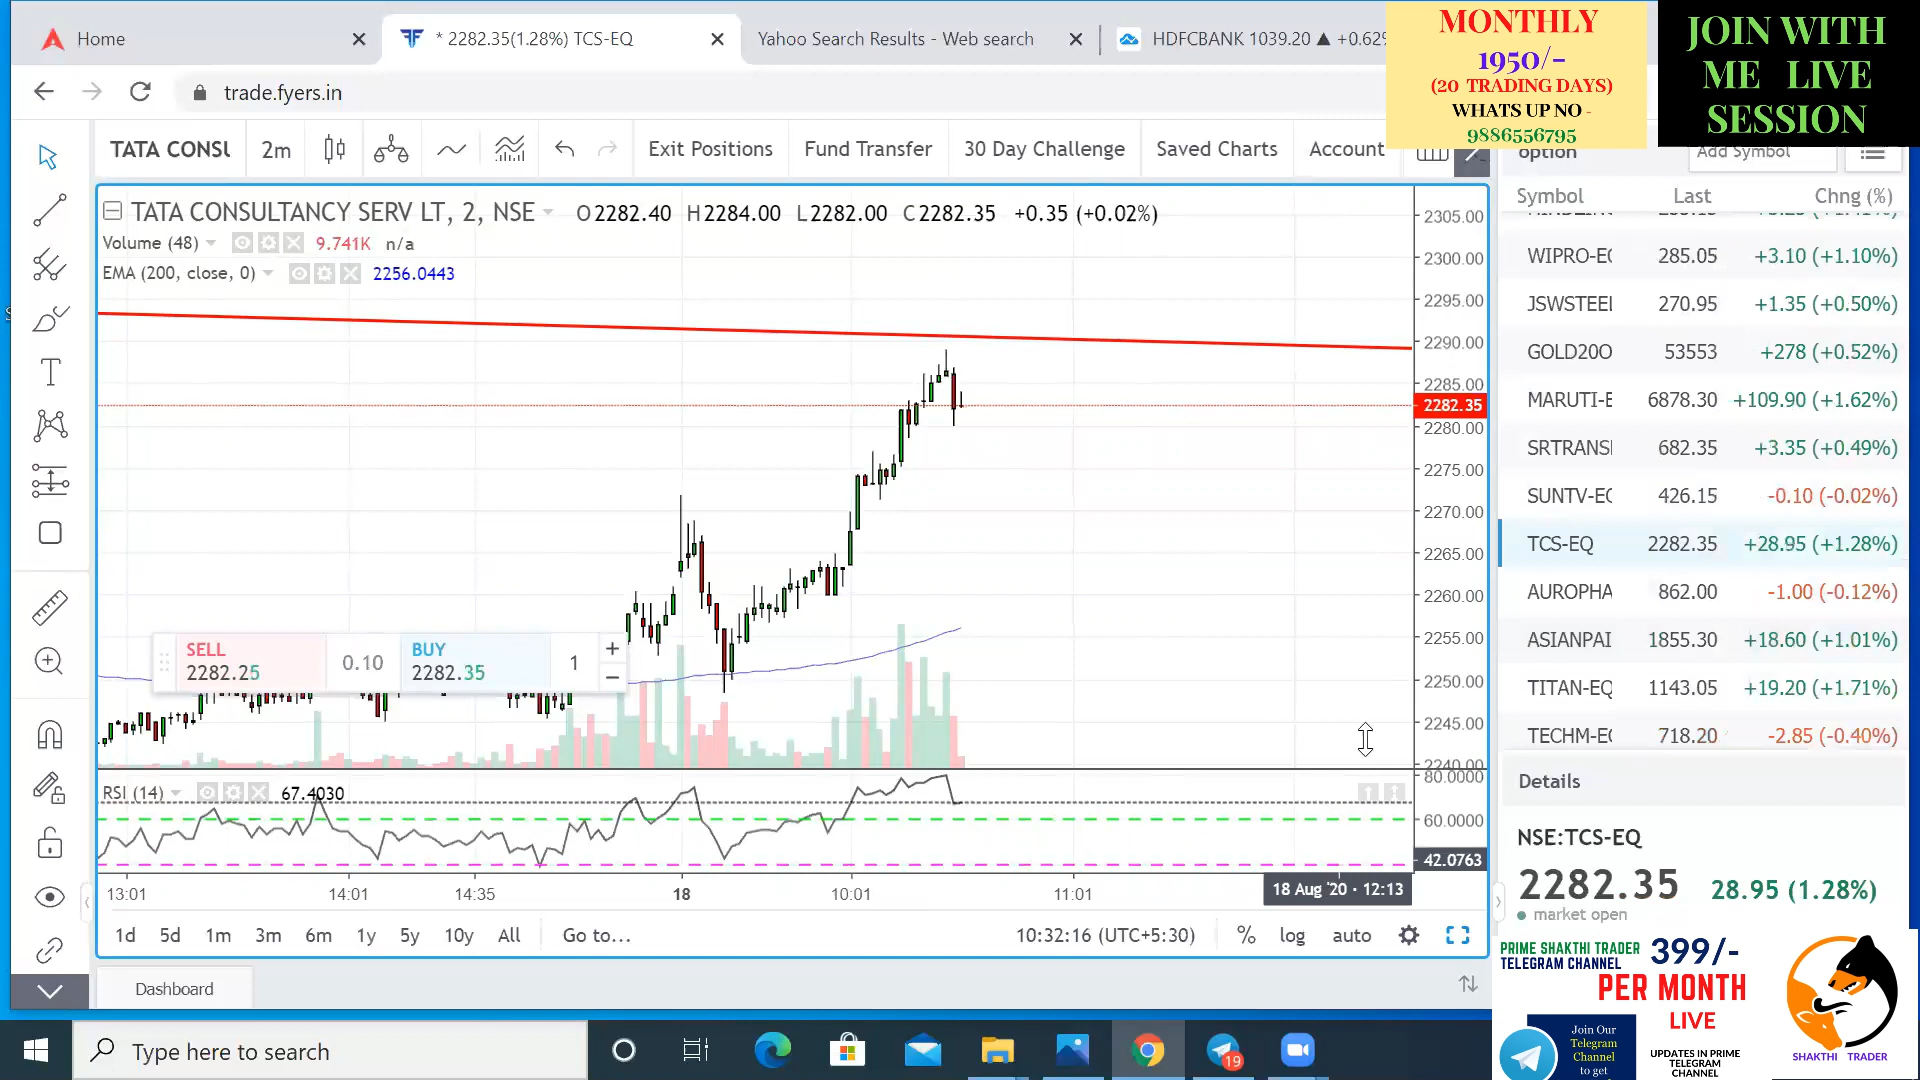 Home
* 2282.35(1.28%) TCS-EQ
Yahoo Search Results - Web search
HDFCBANK 1039.20 ▲ +0.62%
trade.fyers.in
MONTHLY
1950/-
(20 TRADING DAYS)
WHATS UP NO -
9886556795
JOIN WITH
ME LIVE
SESSION
TATA CONSU
2m
Exit Positions
Fund Transfer
30 Day Challenge
Saved Charts
Account
option
Add Symbol
TATA CONSULTANCY SERV LT, 2, NSE O2282.40 H2284.00 L2282.00 C2282.35 +0.35 (+0.02%)
Volume (48) 9.741K n/a
EMA (200, close, 0) 2256.0443
2305.00
2300.00
2295.00
2290.00
2285.00
2282.35
2280.00
2275.00
2270.00
2265.00
2260.00
2255.00
2250.00
2245.00
2240.00
SELL
2282.25
0.10
BUY
2282.35
1
+
−
RSI (14) 67.4030
80.0000
60.0000
42.0763
13:01
14:01
14:35
18
10:01
11:01
18 Aug '20 · 12:13
1d 5d 1m 3m 6m 1y 5y 10y All Go to...
10:32:16 (UTC+5:30) % log auto
Dashboard
Symbol Last Chng (%)
WIPRO-EQ 285.05 +3.10 (+1.10%)
JSWSTEEL 270.95 +1.35 (+0.50%)
GOLD20O 53553 +278 (+0.52%)
MARUTI-E 6878.30 +109.90 (+1.62%)
SRTRANS 682.35 +3.35 (+0.49%)
SUNTV-EQ 426.15 -0.10 (-0.02%)
TCS-EQ 2282.35 +28.95 (+1.28%)
AUROPHA 862.00 -1.00 (-0.12%)
ASIANPAI 1855.30 +18.60 (+1.01%)
TITAN-EQ 1143.05 +19.20 (+1.71%)
TECHM-EQ 718.20 -2.85 (-0.40%)
Details
NSE:TCS-EQ
2282.35 28.95 (1.28%)
market open
PRIME SHAKTHI TRADER
TELEGRAM CHANNEL
399/-
PER MONTH
LIVE
UPDATES IN PRIME
TELEGRAM
CHANNEL
Join Our
Telegram
Channel
to get
SHAKTHI TRADER
Type here to search
19